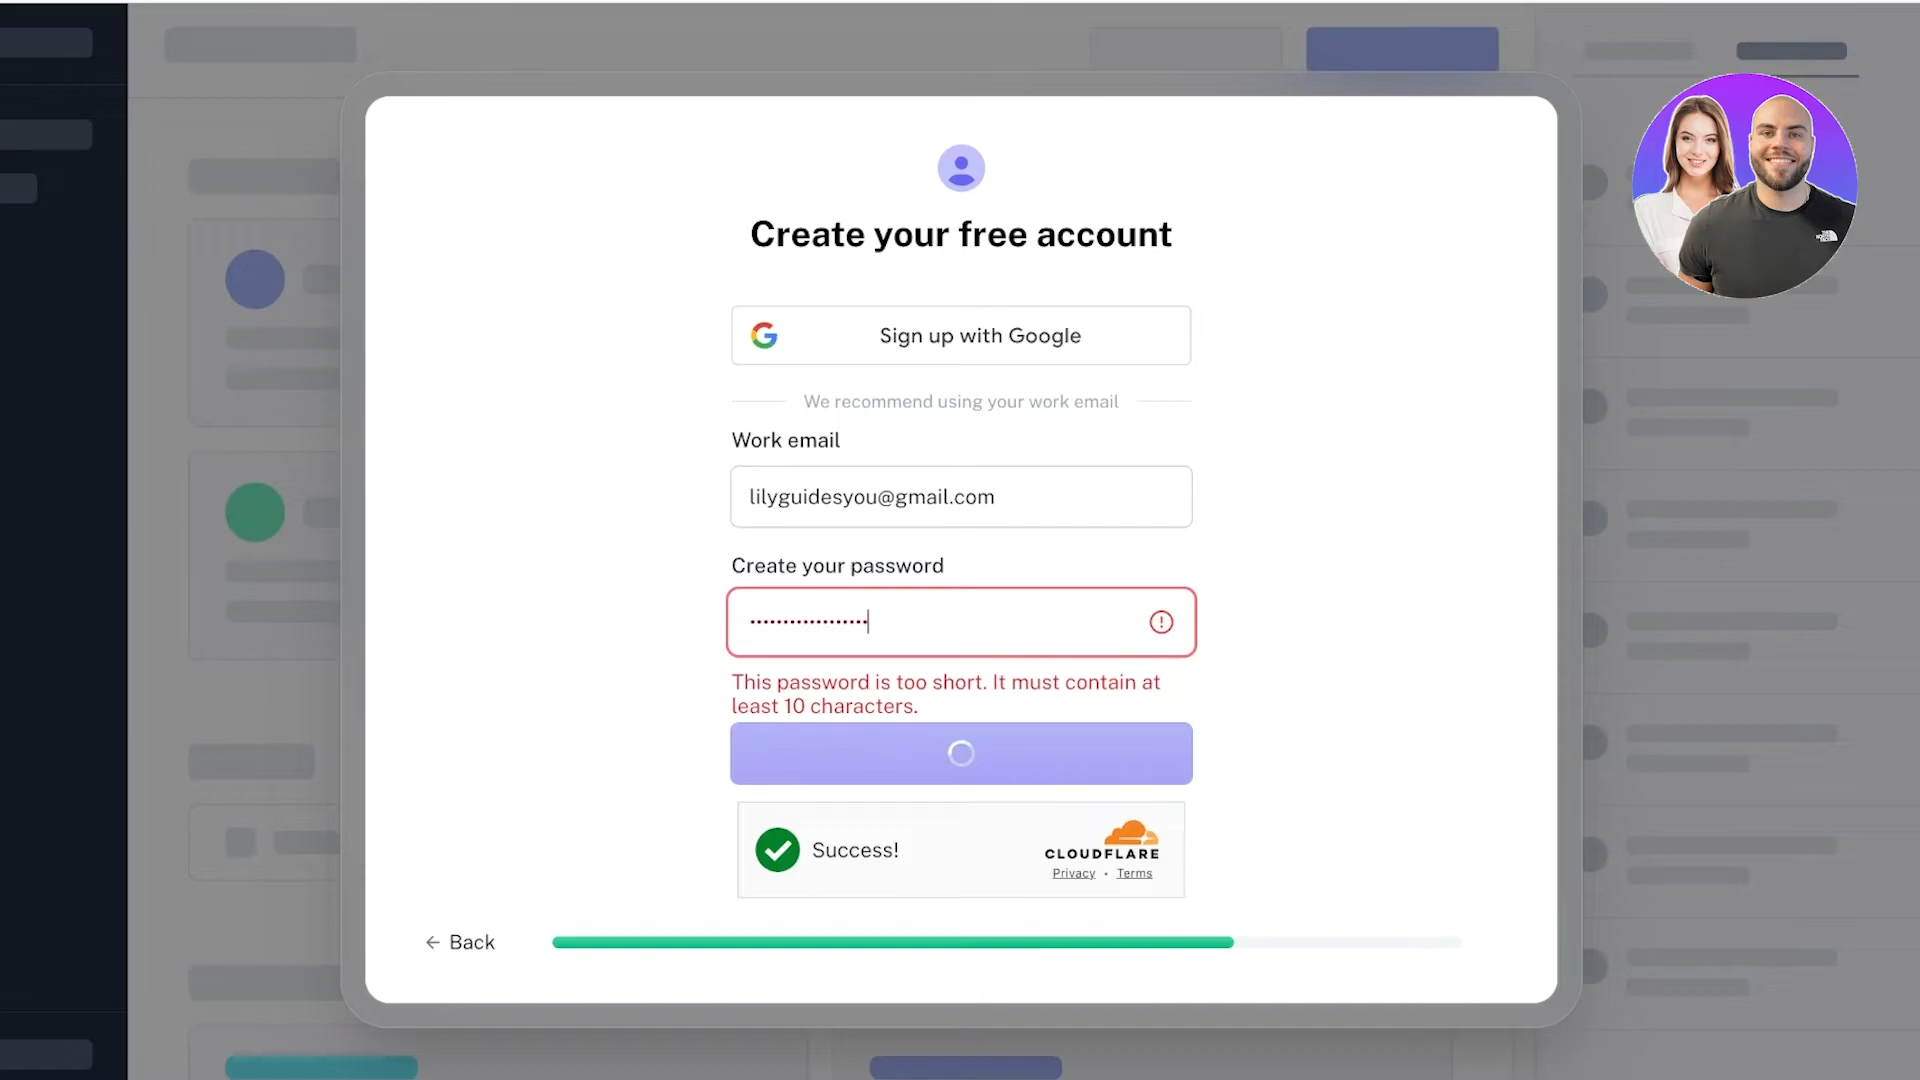 Create your free account
Sign up with Google
We recommend using your work email
Work email
lilyguidesyou@gmail.com
Create your password
This password is too short. It must contain at
least 10 characters.
Success!
CLOUDFLARE
Privacy • Terms
← Back